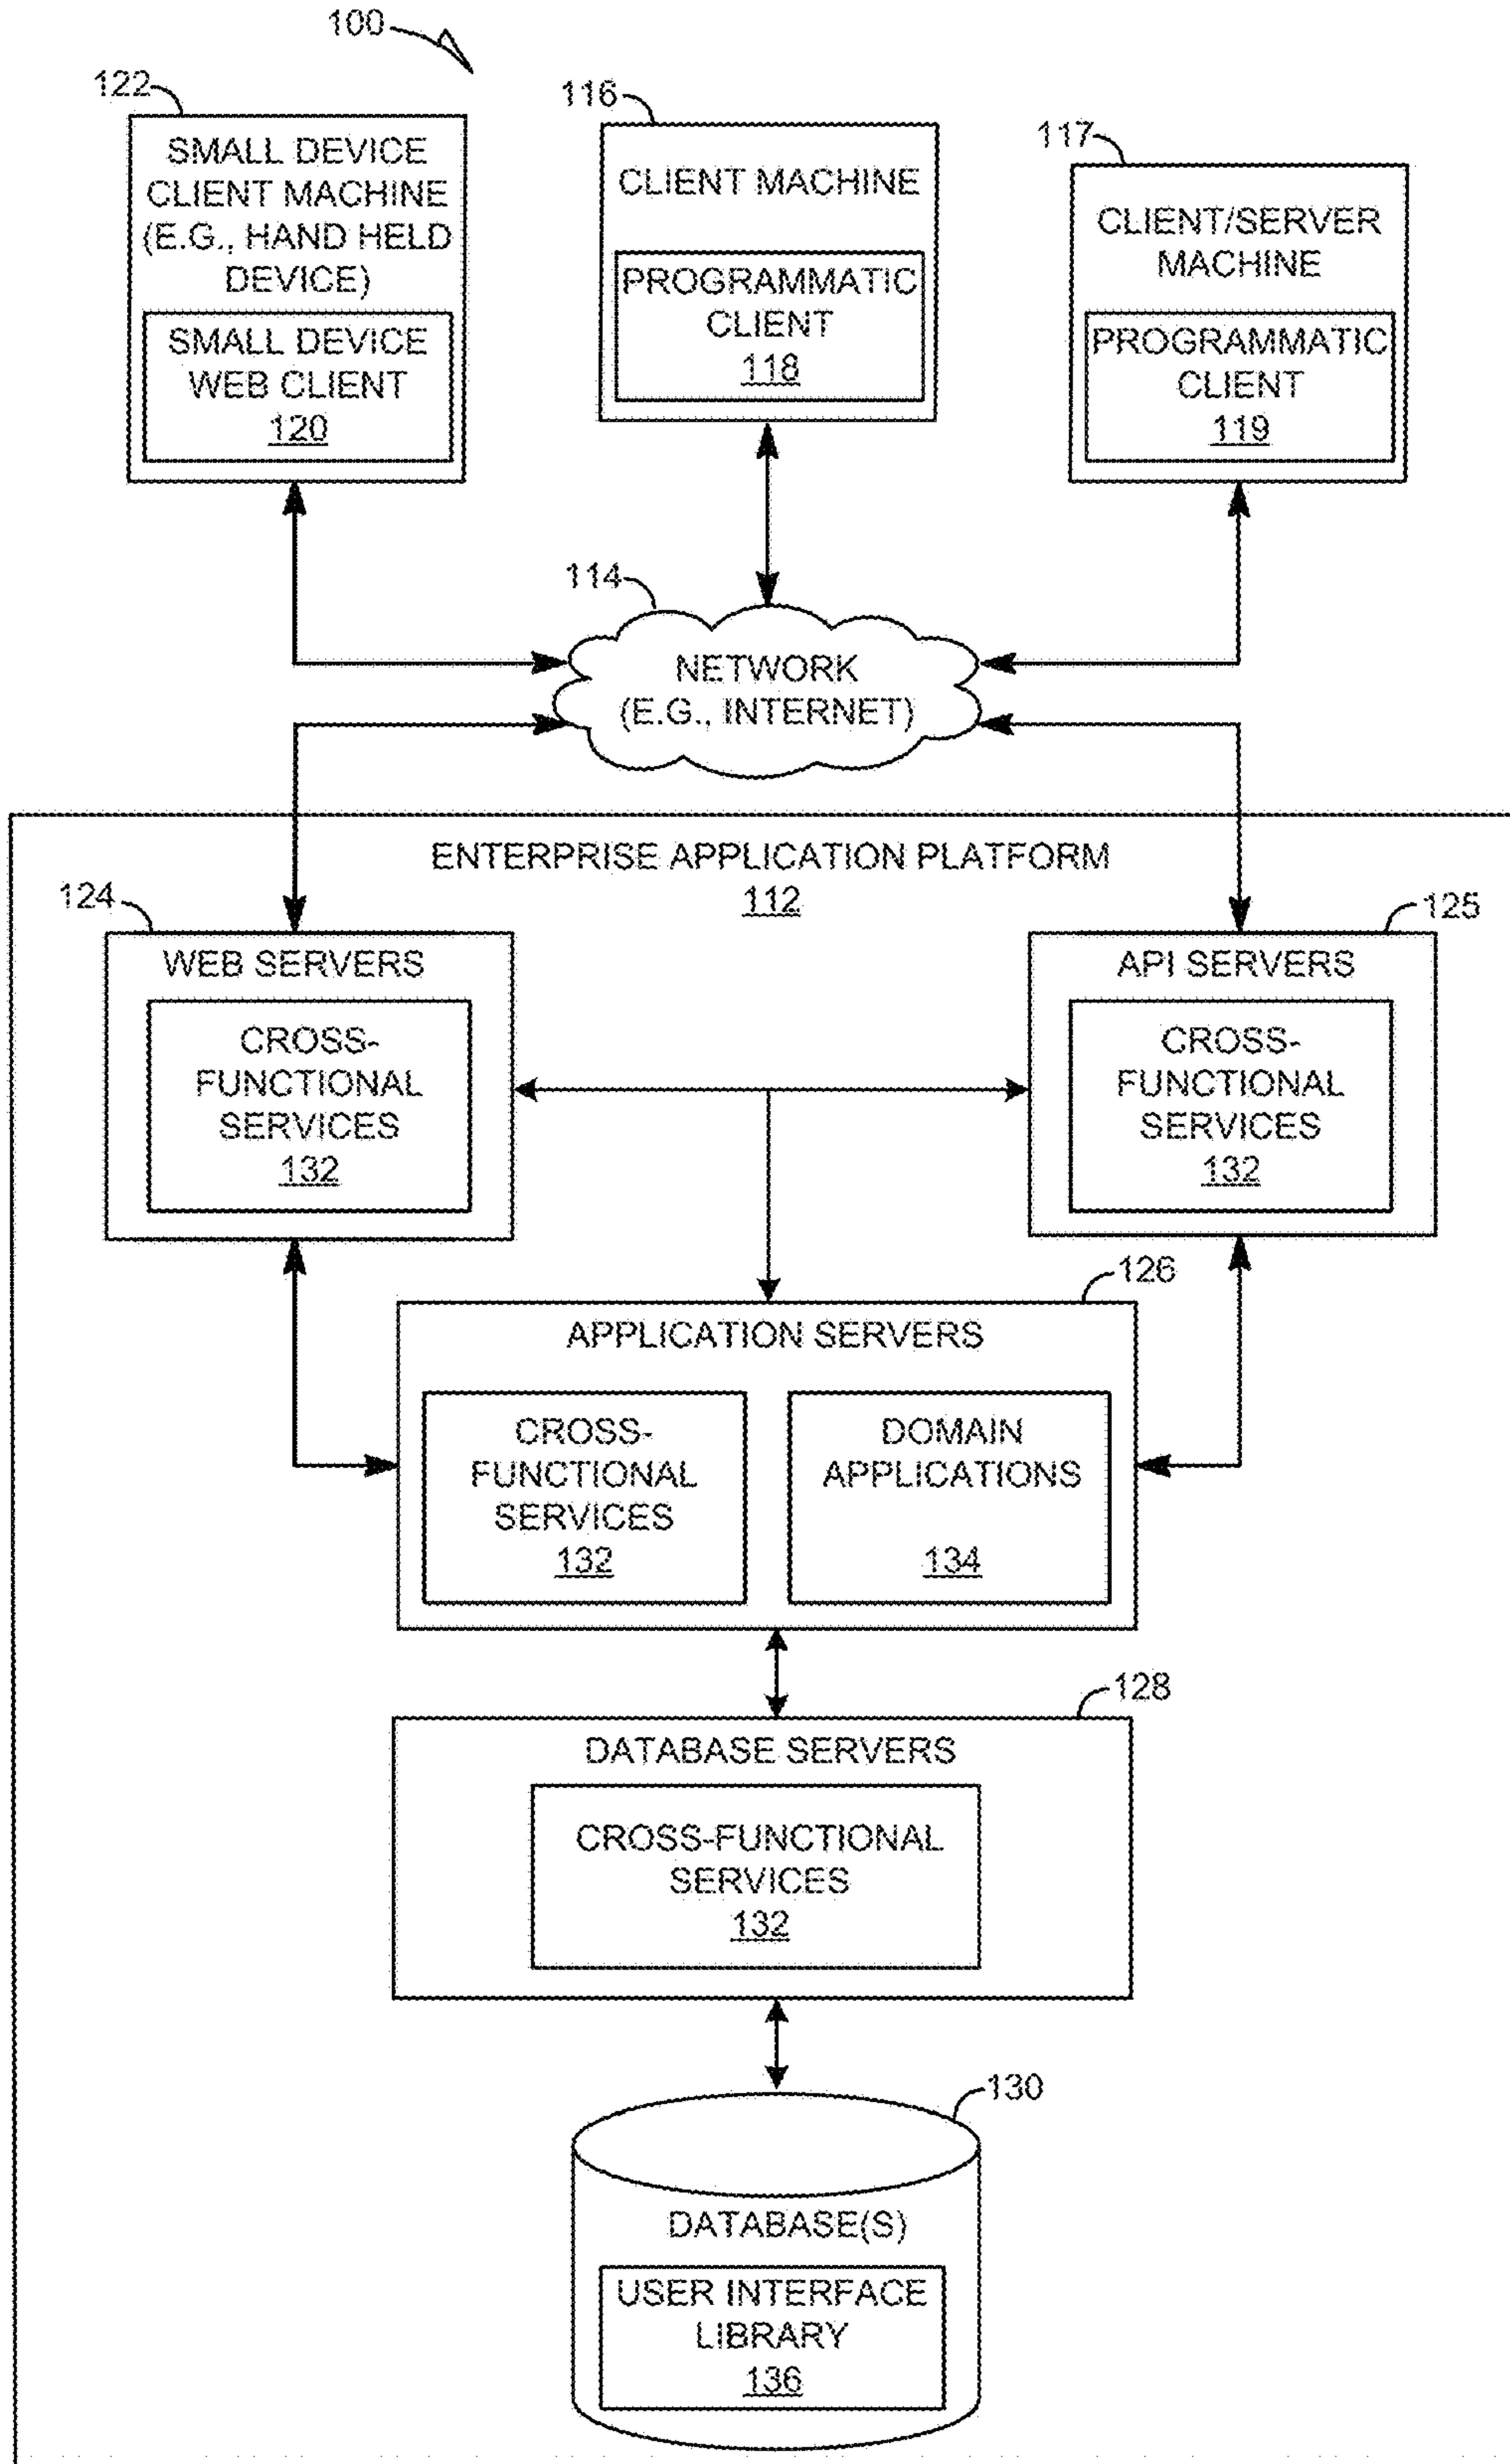 100
122
SMALL DEVICE
CLIENT MACHINE
(E.G., HAND HELD
DEVICE)
SMALL DEVICE
WEB CLIENT
120
116
CLIENT MACHINE
PROGRAMMATIC
CLIENT
118
117
CLIENT/SERVER
MACHINE
PROGRAMMATIC
CLIENT
119
114
NETWORK
(E.G., INTERNET)
ENTERPRISE APPLICATION PLATFORM
112
124
WEB SERVERS
CROSS-
FUNCTIONAL
SERVICES
132
125
API SERVERS
CROSS-
FUNCTIONAL
SERVICES
132
126
APPLICATION SERVERS
CROSS-
FUNCTIONAL
SERVICES
132
DOMAIN
APPLICATIONS
134
128
DATABASE SERVERS
CROSS-FUNCTIONAL
SERVICES
132
130
DATABASE(S)
USER INTERFACE
LIBRARY
136